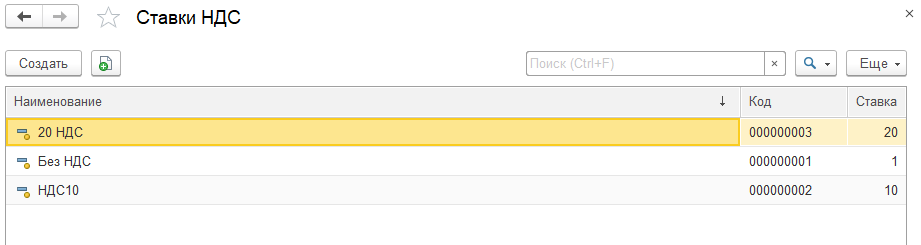 Ставки НДС
Создать Поиск (Ctrl+F) × Еще
Наименование ↓ Код Ставка
20 НДС 000000003 20
Без НДС 000000001 1
НДС10 000000002 10